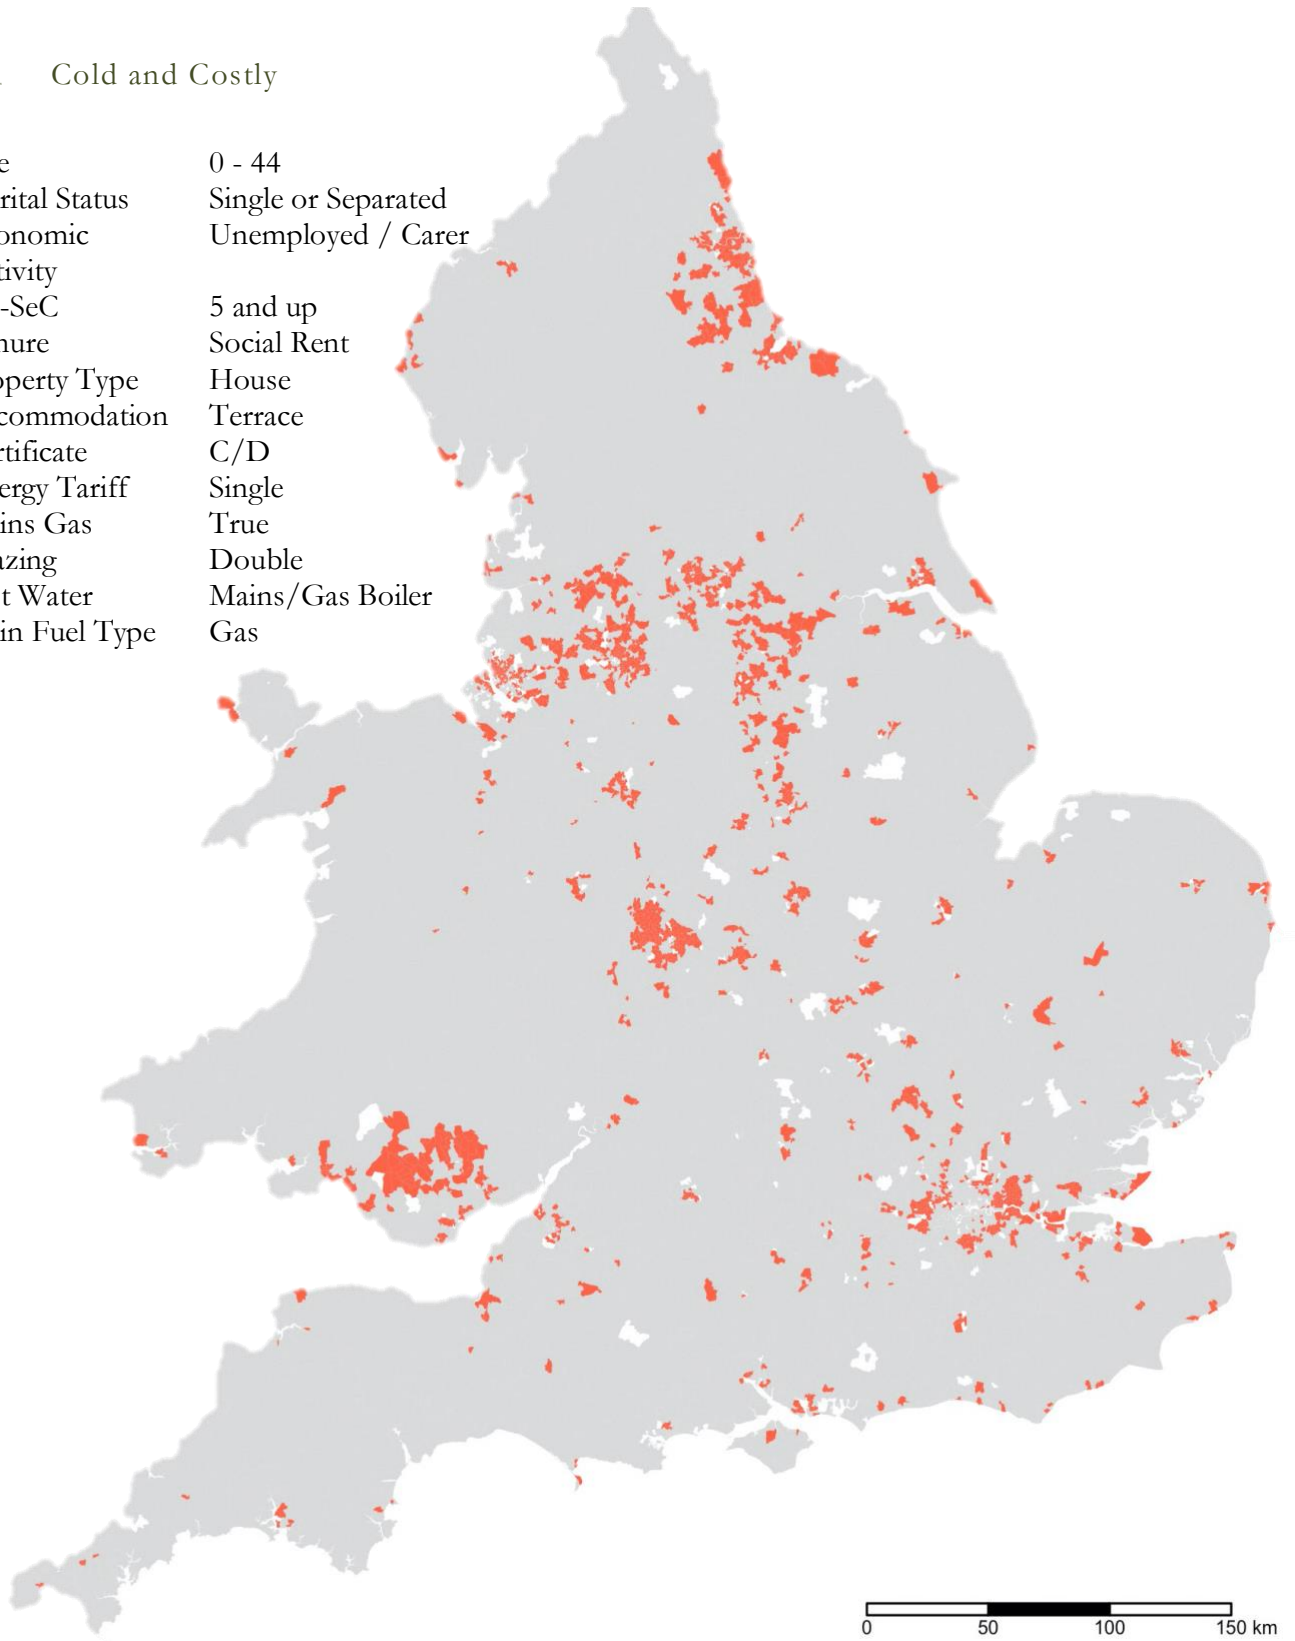 Cold and Costly
e 0 - 44
rital Status Single or Separated
onomic Unemployed / Carer
tivity
-SeC 5 and up
nure Social Rent
operty Type House
commodation Terrace
rtificate C/D
ergy Tariff Single
ins Gas True
azing Double
t Water Mains/Gas Boiler
in Fuel Type Gas
0 50 100 150 km